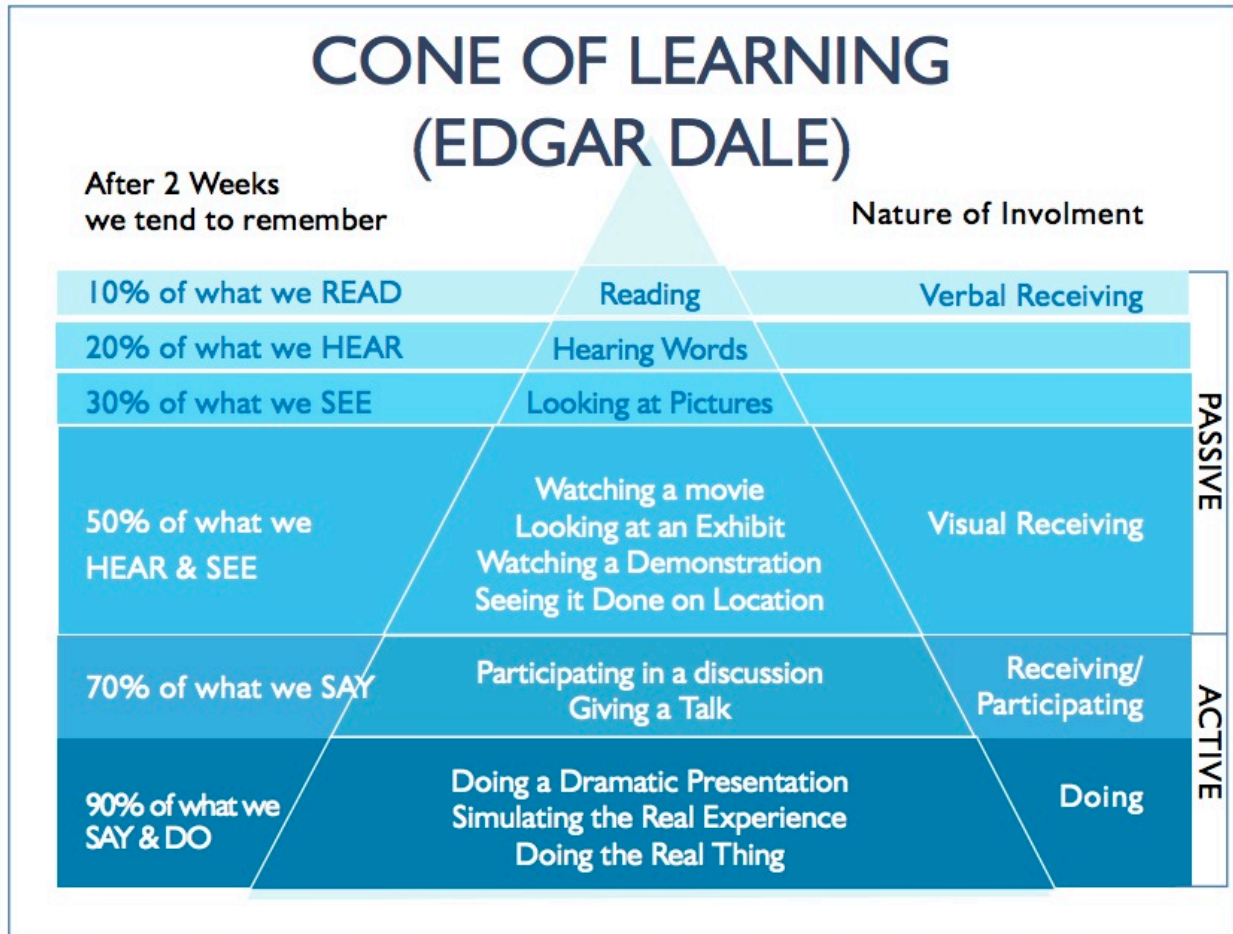 CONE OF LEARNING
(EDGAR DALE)
After 2 Weeks
we tend to remember
Nature of Involment
10% of what we READ
Reading
Verbal Receiving
20% of what we HEAR
Hearing Words
30% of what we SEE
Looking at Pictures
50% of what we
HEAR & SEE
Watching a movie
Looking at an Exhibit
Watching a Demonstration
Seeing it Done on Location
Visual Receiving
PASSIVE
70% of what we SAY
Participating in a discussion
Giving a Talk
Receiving/
Participating
90% of what we
SAY & DO
Doing a Dramatic Presentation
Simulating the Real Experience
Doing the Real Thing
Doing
ACTIVE